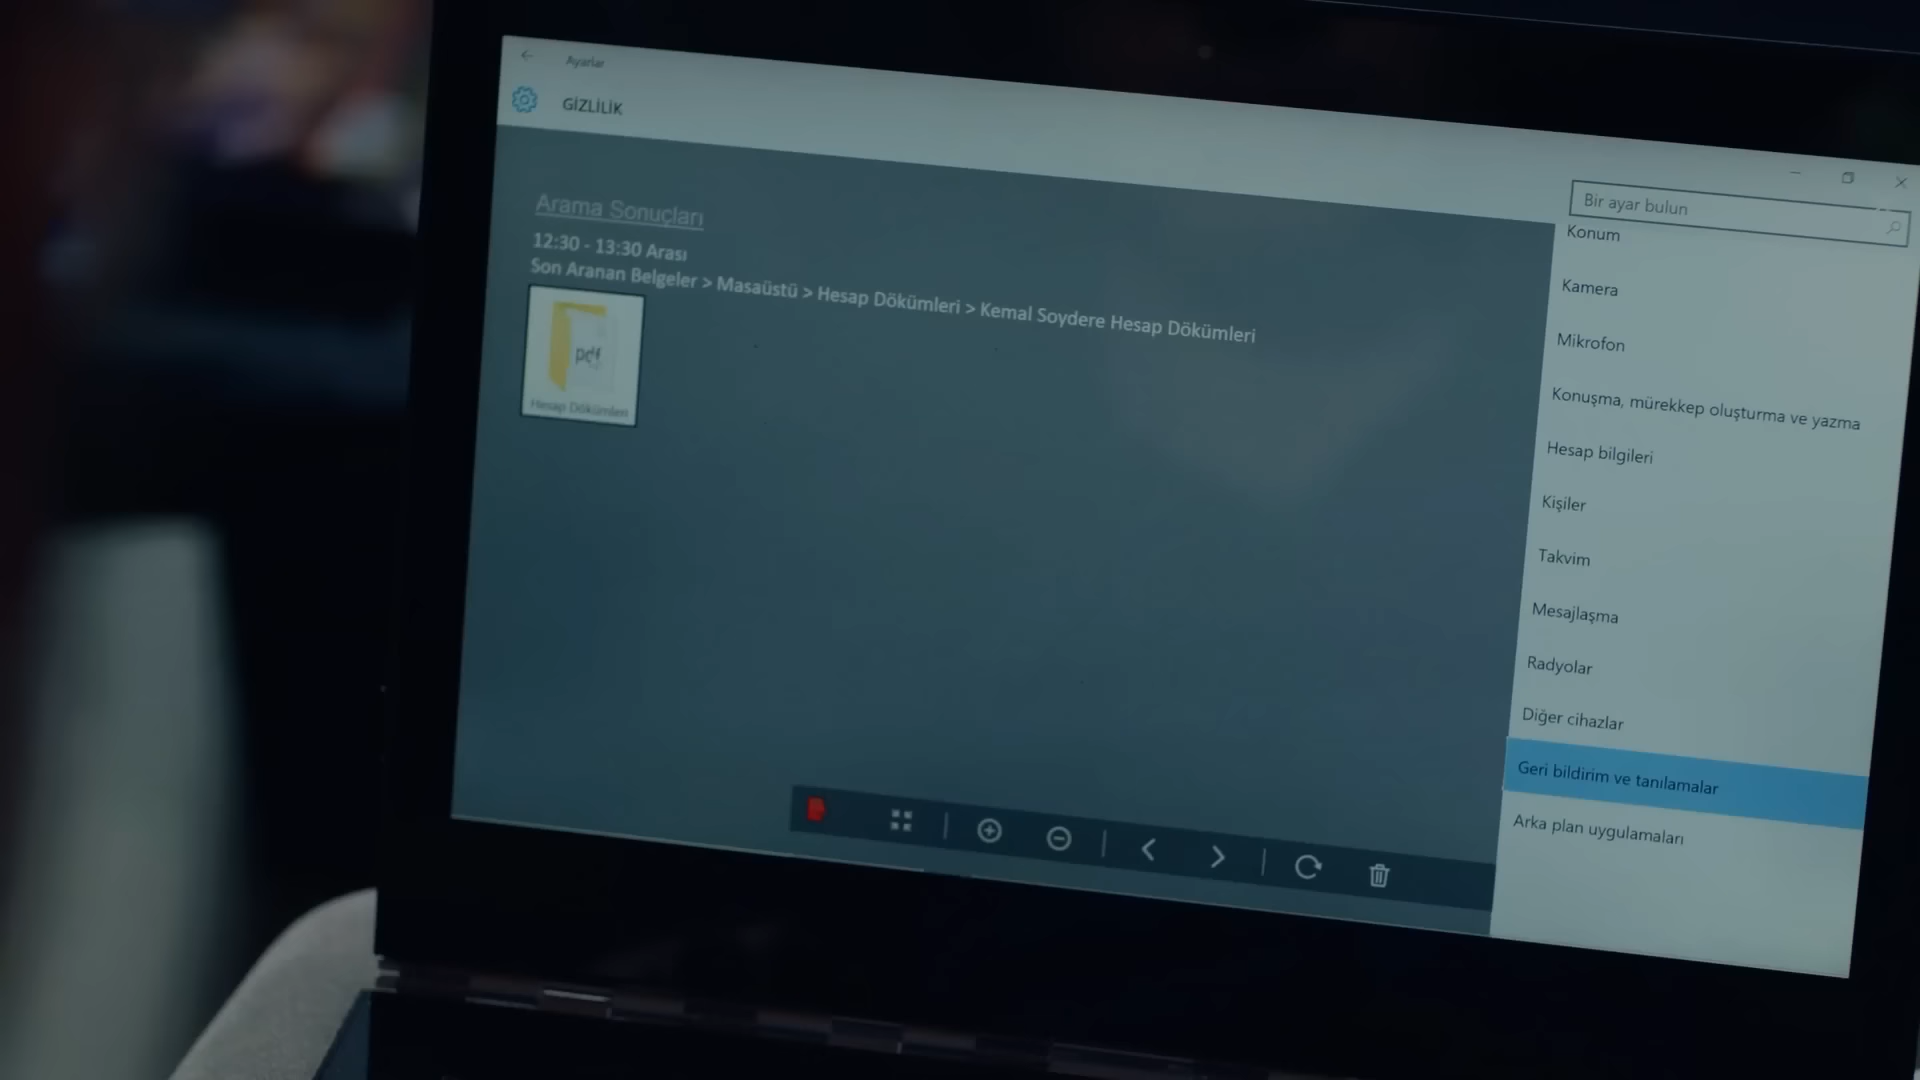 Ayarlar
GİZLİLİK
Arama Sonuçları
12:30 - 13:30 Arası
Son Aranan Belgeler > Masaüstü > Hesap Dökümleri > Kemal Soydere Hesap Dökümleri
pdf
Hesap Dökümleri
Bir ayar bulun
Konum
Kamera
Mikrofon
Konuşma, mürekkep oluşturma ve yazma
Hesap bilgileri
Kişiler
Takvim
Mesajlaşma
Radyolar
Diğer cihazlar
Geri bildirim ve tanılamalar
Arka plan uygulamaları